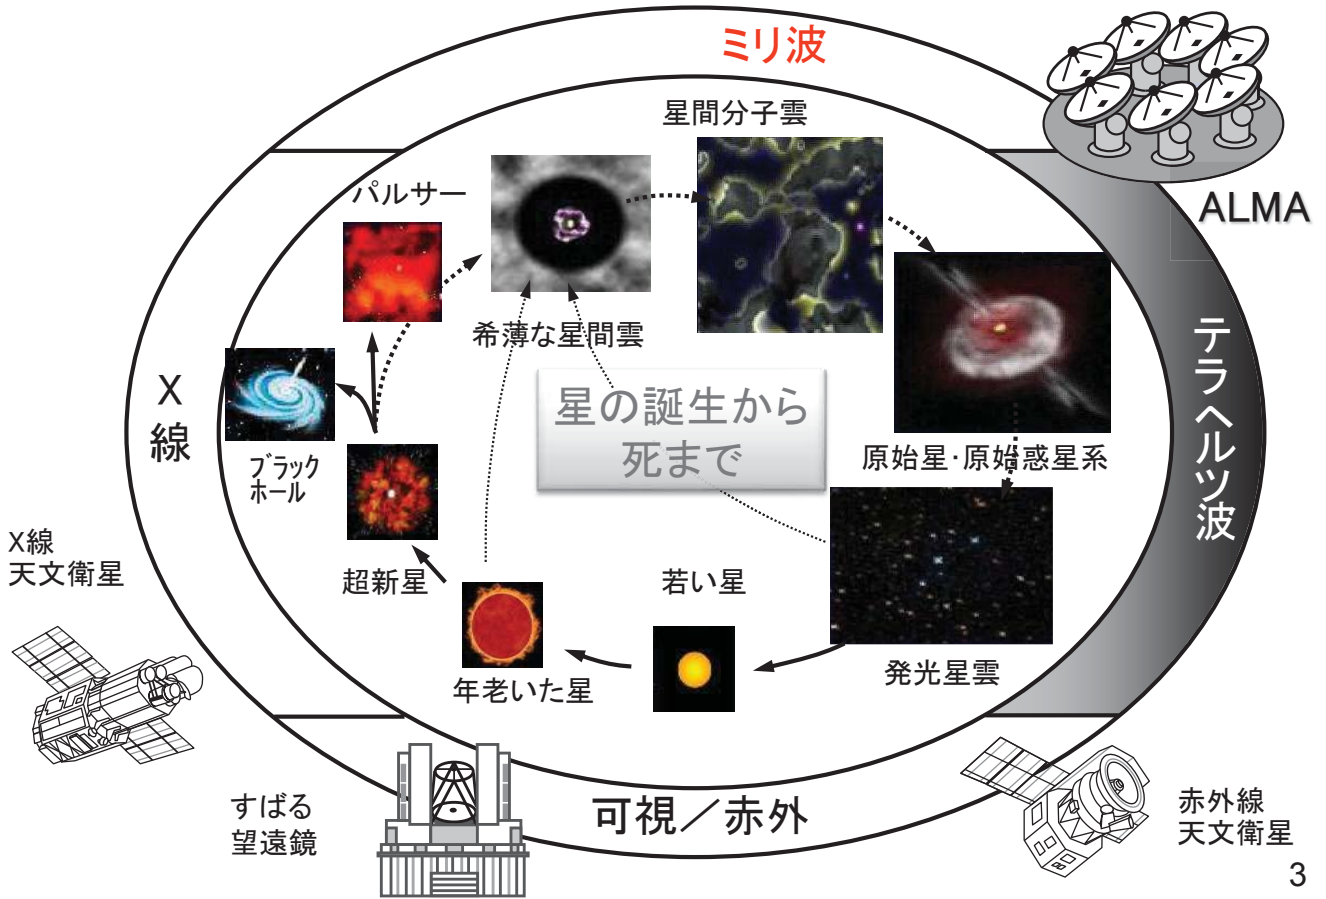 ミリ波
星間分子雲
パルサー
ALMA
希薄な星間雲
テラヘルツ波
X
線
星の誕生から
死まで
原始星・原始惑星系
ブラック
ホール
X線
天文衛星
超新星
若い星
年老いた星
発光星雲
すばる
望遠鏡
可視／赤外
赤外線
天文衛星
3